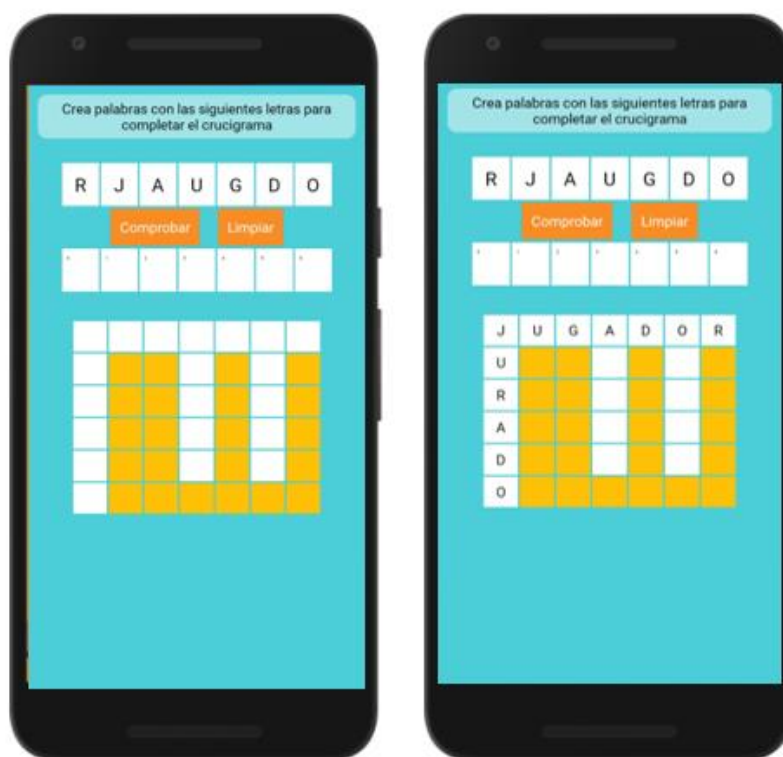 Crea palabras con las siguientes letras para
completar el crucigrama
R J A U G D O
Comprobar Limpiar
Crea palabras con las siguientes letras para
completar el crucigrama
R J A U G D O
Comprobar Limpiar
J U G A D O R
U
R
A
D
O